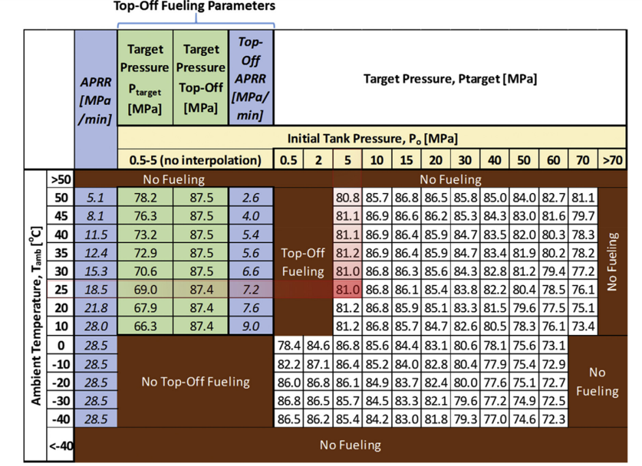 Top-Off Fueling Parameters
APRR [MPa /min]
Target Pressure Ptarget [MPa]
Target Pressure Top-Off [MPa]
Top-Off APRR [MPa/ min]
Target Pressure, Ptarget [MPa]
Initial Tank Pressure, Po [MPa]
0.5-5 (no interpolation) 0.5 2 5 10 15 20 30 40 50 60 70 >70
Ambient Temperature, Tamb [°C]
>50 No Fueling No Fueling
50 5.1 78.2 87.5 2.6 80.8 85.7 86.8 86.5 85.8 85.0 84.0 82.7 81.1
45 8.1 76.3 87.5 4.0 81.1 86.9 86.6 86.2 85.3 84.3 83.0 81.6 79.7
40 11.5 73.2 87.5 5.4 81.1 86.9 86.4 85.9 84.7 83.5 82.0 80.3 78.3
35 12.4 72.9 87.5 5.6 81.2 86.9 86.4 85.9 84.7 83.4 81.9 80.2 78.2
30 15.3 70.6 87.5 6.6 81.0 86.8 86.3 85.6 84.3 82.8 81.2 79.4 77.2
25 18.5 69.0 87.4 7.2 81.0 86.8 86.1 85.4 83.8 82.2 80.4 78.5 76.1
20 21.8 67.9 87.4 7.6 81.2 86.8 85.9 85.1 83.3 81.5 79.6 77.5 75.1
10 28.0 66.3 87.4 9.0 81.2 86.8 85.7 84.7 82.6 80.5 78.3 76.1 73.4
Top-Off
Fueling
No Fueling
0 28.5 78.4 84.6 86.8 85.6 84.4 83.1 80.6 78.1 75.6 73.1
-10 28.5 82.2 87.1 86.4 85.2 84.0 82.8 80.4 77.9 75.4 72.9
-20 28.5 86.0 86.8 86.1 84.9 83.7 82.4 80.0 77.6 75.1 72.7
-30 28.5 86.8 86.5 85.7 84.5 83.3 82.1 79.6 77.2 74.9 72.5
-40 28.5 86.5 86.2 85.4 84.2 83.0 81.8 79.3 77.0 74.6 72.3
No Top-Off Fueling
No
Fueling
<-40 No Fueling